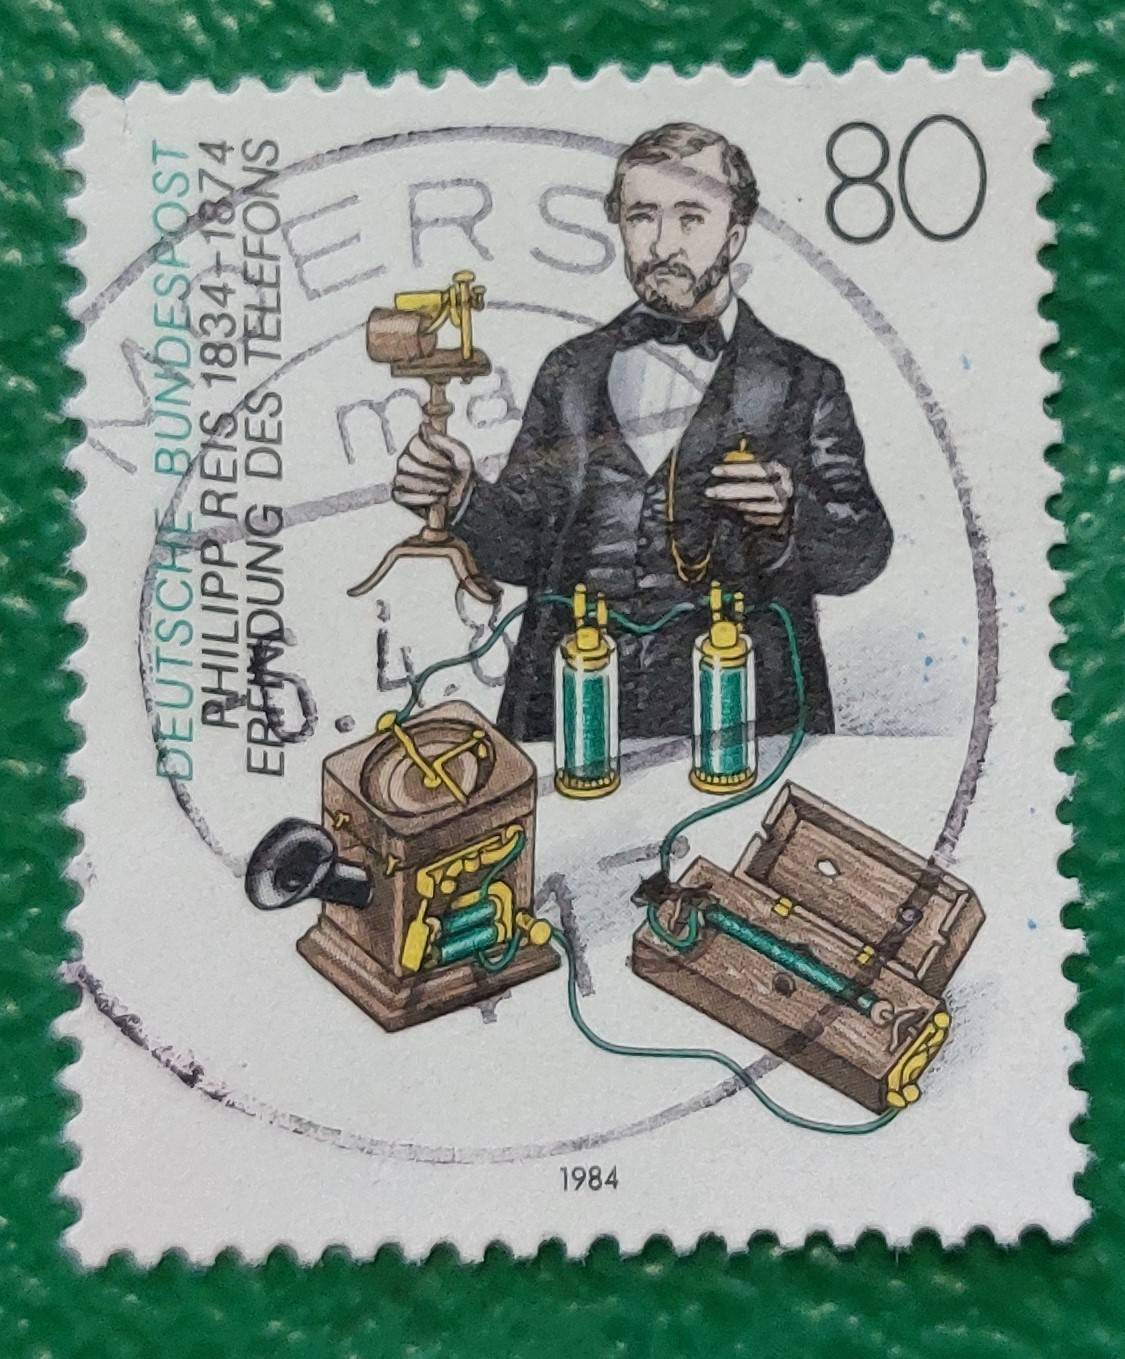 DEUTSCHE BUNDESPOST
PHILIPP REIS 1834–1874
ERFINDUNG DES TELEFONS
80
1984